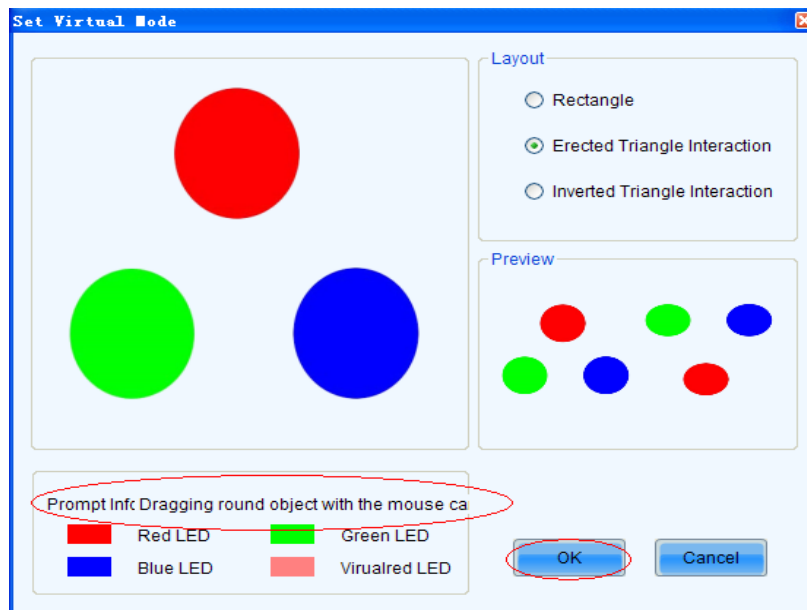 Set Virtual Mode
Layout
Rectangle
Erected Triangle Interaction
Inverted Triangle Interaction
Preview
Prompt Infc Dragging round object with the mouse ca
Red LED
Green LED
Blue LED
Virualred LED
OK
Cancel